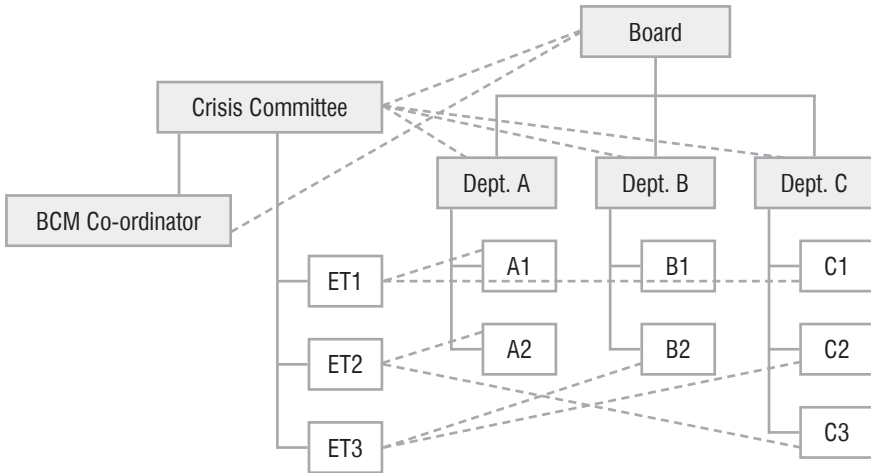 Board
Crisis Committee
Dept. A
Dept. B
Dept. C
BCM Co-ordinator
ET1
A1
B1
C1
ET2
A2
B2
C2
ET3
C3